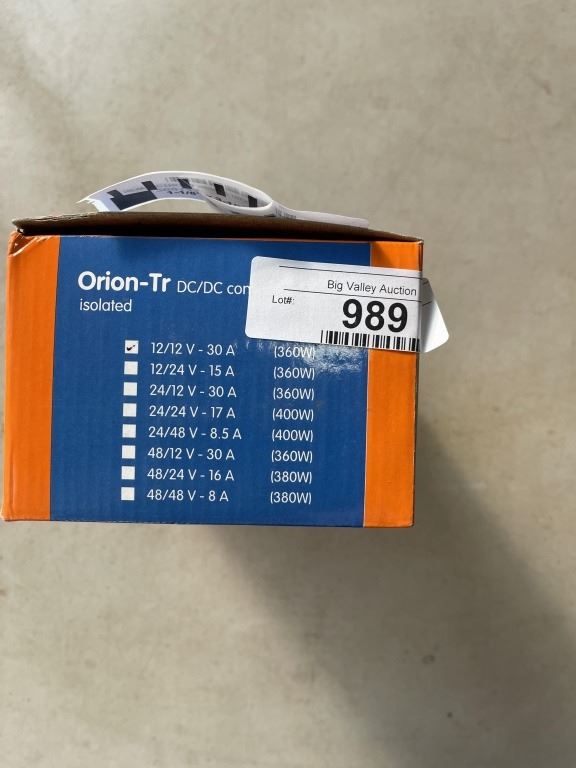 Orion-Tr DC/DC con
isolated
Big Valley Auction
Lot#:
989
12/12 V - 30 A (360W)
12/24 V - 15 A (360W)
24/12 V - 30 A (360W)
24/24 V - 17 A (400W)
24/48 V - 8.5 A (400W)
48/12 V - 30 A (360W)
48/24 V - 16 A (380W)
48/48 V - 8 A (380W)